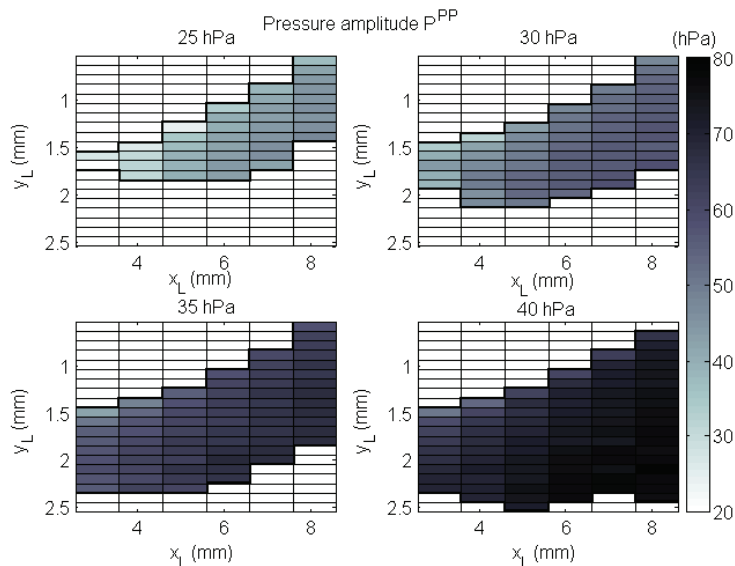 Pressure amplitude P^PP
25 hPa
30 hPa
(hPa)
1
1.5
2
2.5
y_L (mm)
4 6 8
x_L (mm)
1
1.5
2
2.5
y_L (mm)
4 6 8
x_L (mm)
35 hPa
40 hPa
1
1.5
2
2.5
y_L (mm)
4 6 8
x_L (mm)
1
1.5
2
2.5
y_L (mm)
4 6 8
x_L (mm)
80
70
60
50
40
30
20